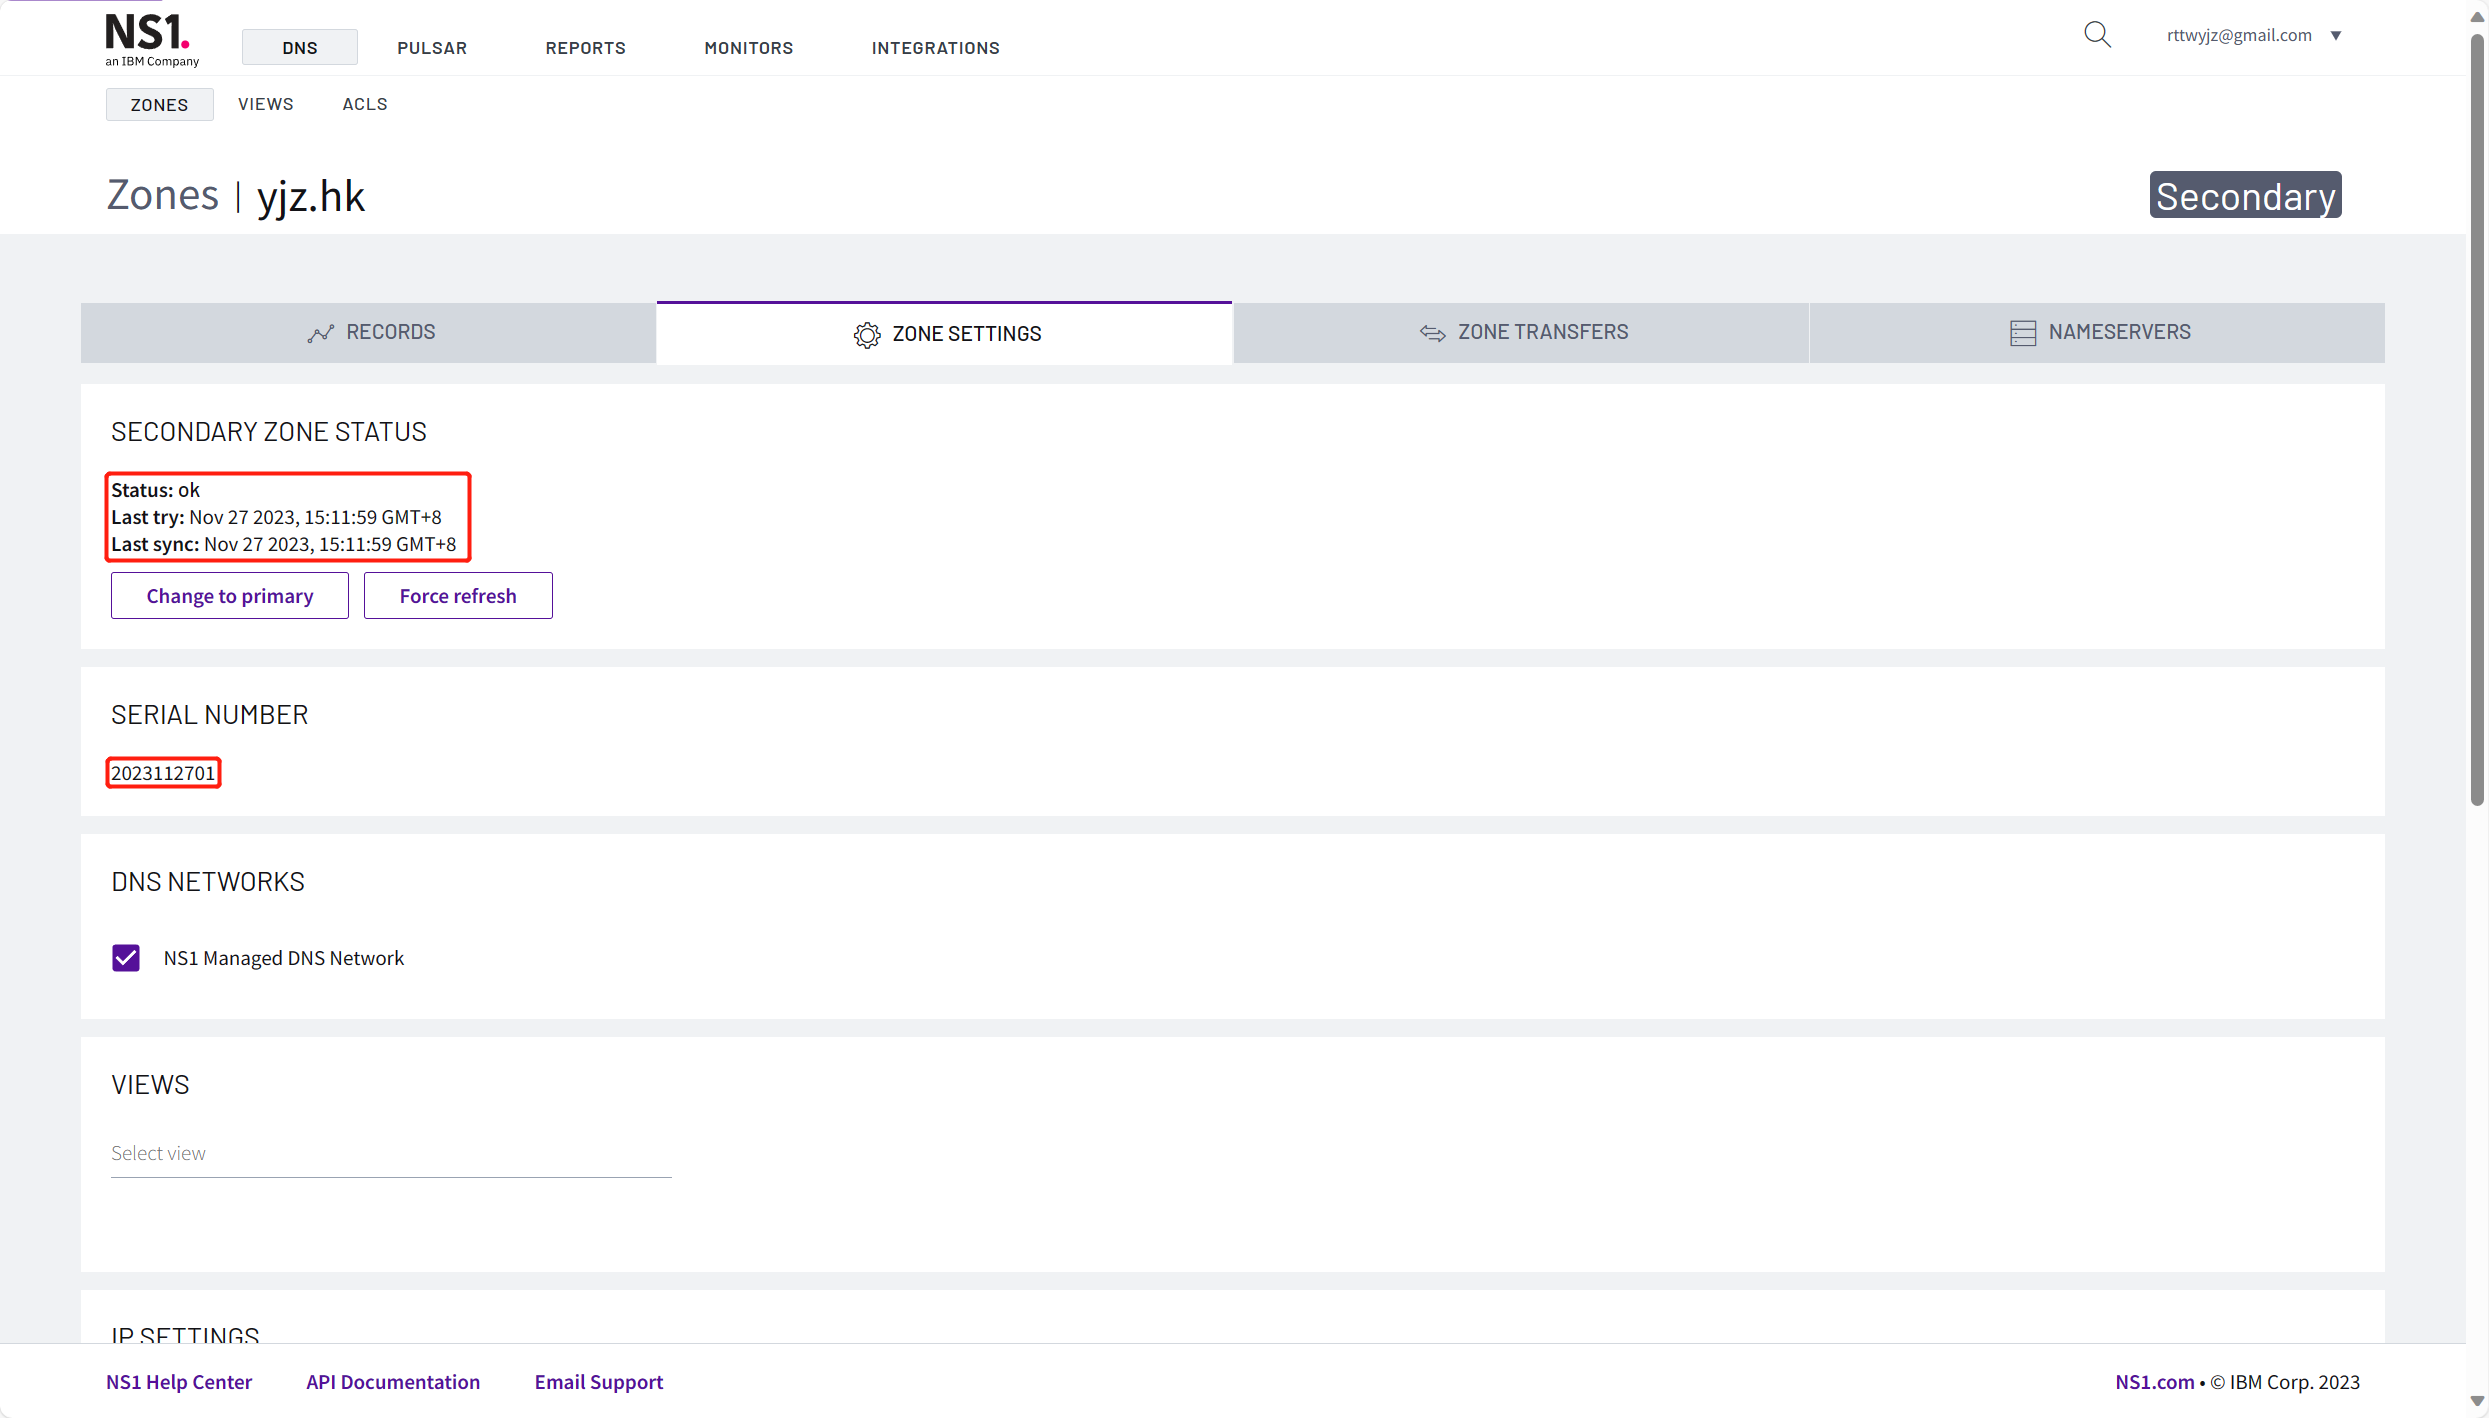 NS1.
an IBM Company
DNS
PULSAR
REPORTS
MONITORS
INTEGRATIONS
rttwyjz@gmail.com
ZONES
VIEWS
ACLS
Zones | yjz.hk
Secondary
RECORDS
ZONE SETTINGS
ZONE TRANSFERS
NAMESERVERS
SECONDARY ZONE STATUS
Status: ok
Last try: Nov 27 2023, 15:11:59 GMT+8
Last sync: Nov 27 2023, 15:11:59 GMT+8
Change to primary
Force refresh
SERIAL NUMBER
2023112701
DNS NETWORKS
NS1 Managed DNS Network
VIEWS
Select view
IP SETTINGS
NS1 Help Center
API Documentation
Email Support
NS1.com • © IBM Corp. 2023